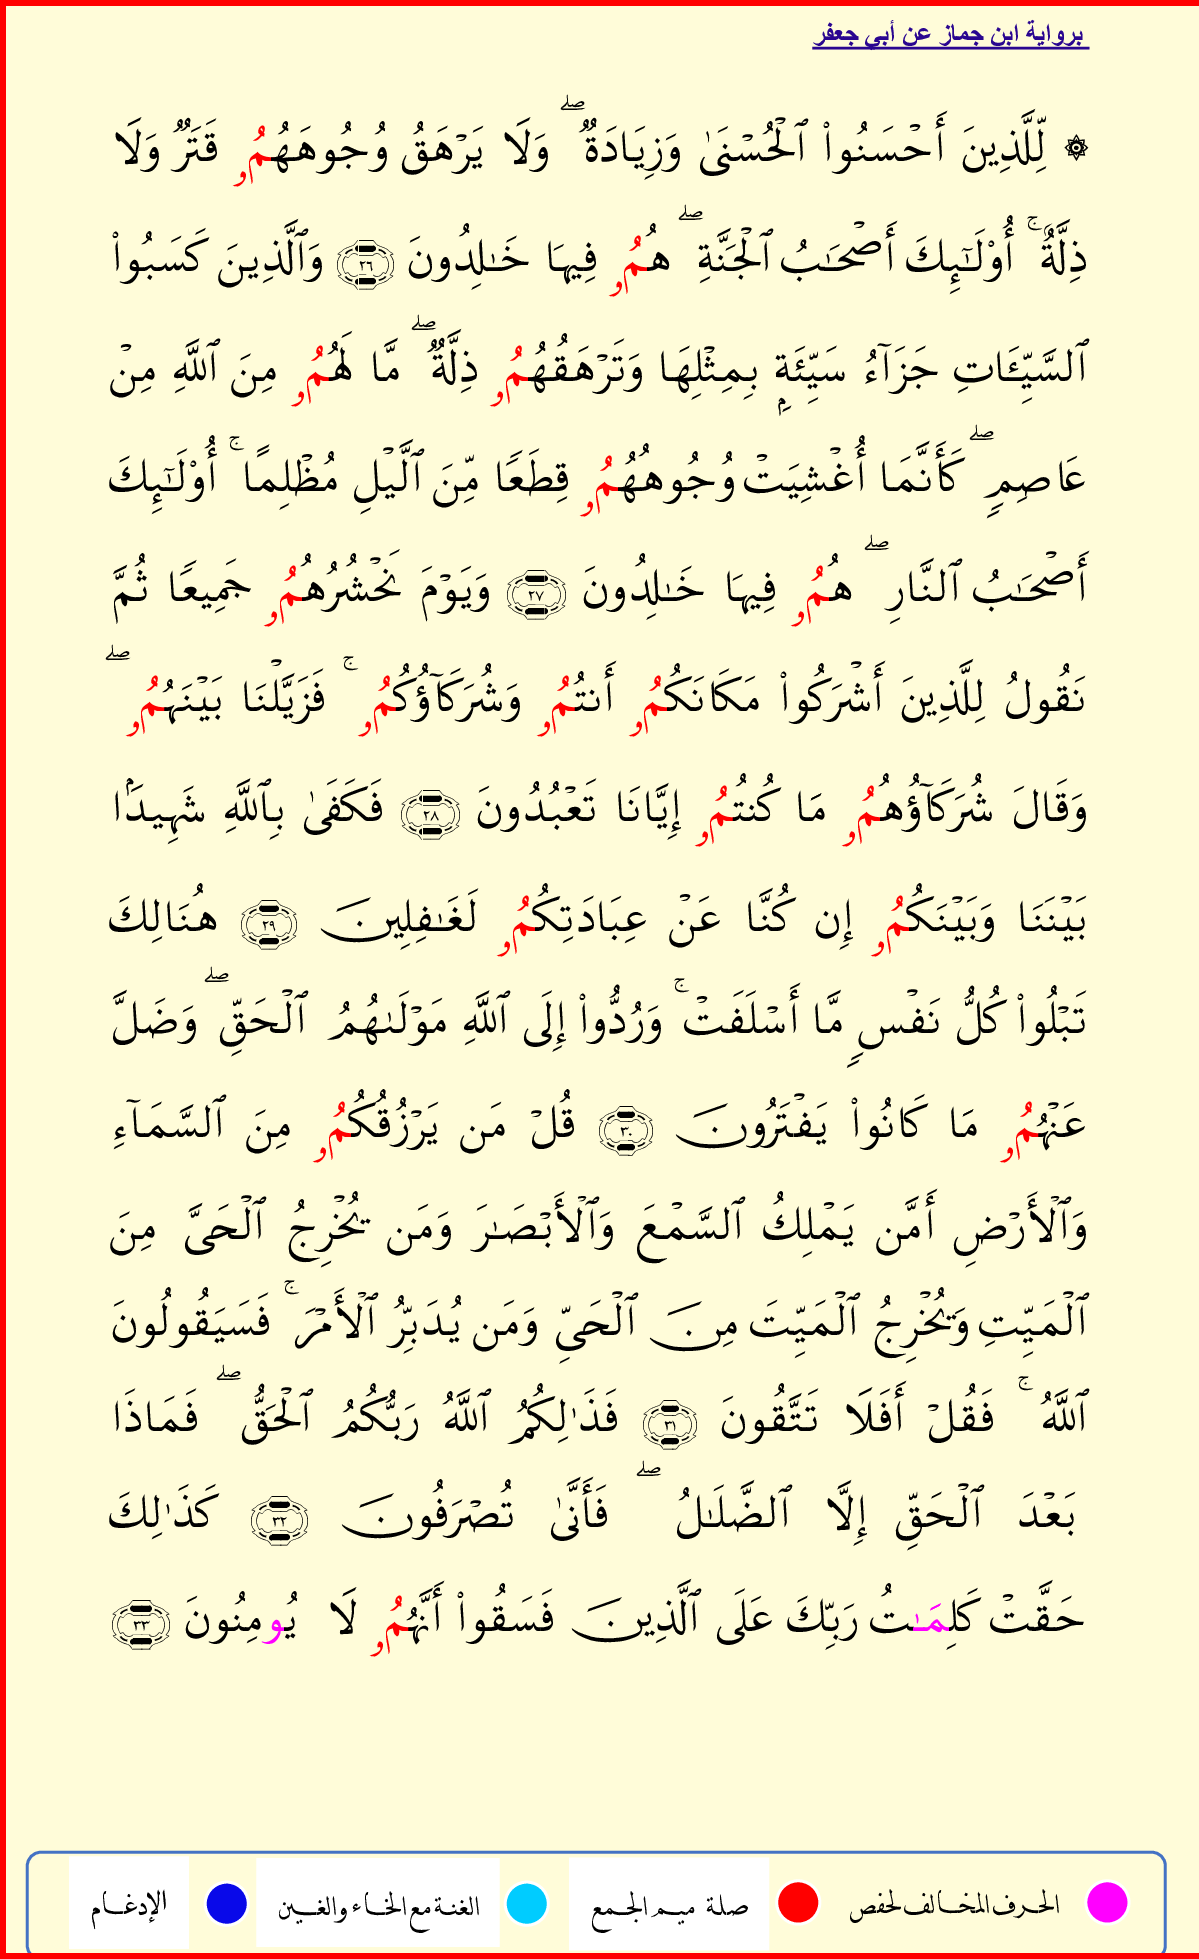 برواية ابن جماز عن أبي جعفر
۞ لِّلَّذِينَ أَحۡسَنُواْ ٱلۡحُسۡنَىٰ وَزِيَادَةٞۖ وَلَا يَرۡهَقُ وُجُوهَهُمُۥ قَتَرٞ وَلَا
ذِلَّةٌۚ أُوْلَٰٓئِكَ أَصۡحَٰبُ ٱلۡجَنَّةِۖ هُمُۥ فِيهَا خَٰلِدُونَ ٢٦ وَٱلَّذِينَ كَسَبُواْ
ٱلسَّيِّـَٔاتِ جَزَآءُ سَيِّئَةِۭ بِمِثۡلِهَا وَتَرۡهَقُهُمُۥ ذِلَّةٞۖ مَّا لَهُمُۥ مِنَ ٱللَّهِ مِنۡ
عَاصِمٖۖ كَأَنَّمَا أُغۡشِيَتۡ وُجُوهُهُمُۥ قِطَعٗا مِّنَ ٱلَّيۡلِ مُظۡلِمًاۚ أُوْلَٰٓئِكَ
أَصۡحَٰبُ ٱلنَّارِۖ هُمُۥ فِيهَا خَٰلِدُونَ ٢٧ وَيَوۡمَ نَحۡشُرُهُمُۥ جَمِيعٗا ثُمَّ
نَقُولُ لِلَّذِينَ أَشۡرَكُواْ مَكَانَكُمُۥ أَنتُمُۥ وَشُرَكَآؤُكُمُۥۚ فَزَيَّلۡنَا بَيۡنَهُمُۥۖ
وَقَالَ شُرَكَآؤُهُمُۥ مَا كُنتُمُۥ إِيَّانَا تَعۡبُدُونَ ٢٨ فَكَفَىٰ بِٱللَّهِ شَهِيدَۢا
بَيۡنَنَا وَبَيۡنَكُمُۥ إِن كُنَّا عَنۡ عِبَادَتِكُمُۥ لَغَٰفِلِينَ ٢٩ هُنَالِكَ
تَبۡلُواْ كُلُّ نَفۡسٖ مَّا أَسۡلَفَتۡۚ وَرُدُّواْ إِلَى ٱللَّهِ مَوۡلَىٰهُمُ ٱلۡحَقِّۖ وَضَلَّ
عَنۡهُمُۥ مَا كَانُواْ يَفۡتَرُونَ ٣٠ قُلۡ مَن يَرۡزُقُكُمُۥ مِنَ ٱلسَّمَآءِ
وَٱلۡأَرۡضِ أَمَّن يَمۡلِكُ ٱلسَّمۡعَ وَٱلۡأَبۡصَٰرَ وَمَن يُخۡرِجُ ٱلۡحَيَّ مِنَ
ٱلۡمَيِّتِ وَيُخۡرِجُ ٱلۡمَيِّتَ مِنَ ٱلۡحَيِّ وَمَن يُدَبِّرُ ٱلۡأَمۡرَۚ فَسَيَقُولُونَ
ٱللَّهُۚ فَقُلۡ أَفَلَا تَتَّقُونَ ٣١ فَذَٰلِكُمُ ٱللَّهُ رَبُّكُمُ ٱلۡحَقُّۖ فَمَاذَا
بَعۡدَ ٱلۡحَقِّ إِلَّا ٱلضَّلَٰلُۖ فَأَنَّىٰ تُصۡرَفُونَ ٣٢ كَذَٰلِكَ
حَقَّتۡ كَلِمَٰتُ رَبِّكَ عَلَى ٱلَّذِينَ فَسَقُواْ أَنَّهُمُۥ لَا يُومِنُونَ ٣٣
الحرف المخالف لحفص صلة ميم الجمع الغنة مع الخاء والغين الإدغام